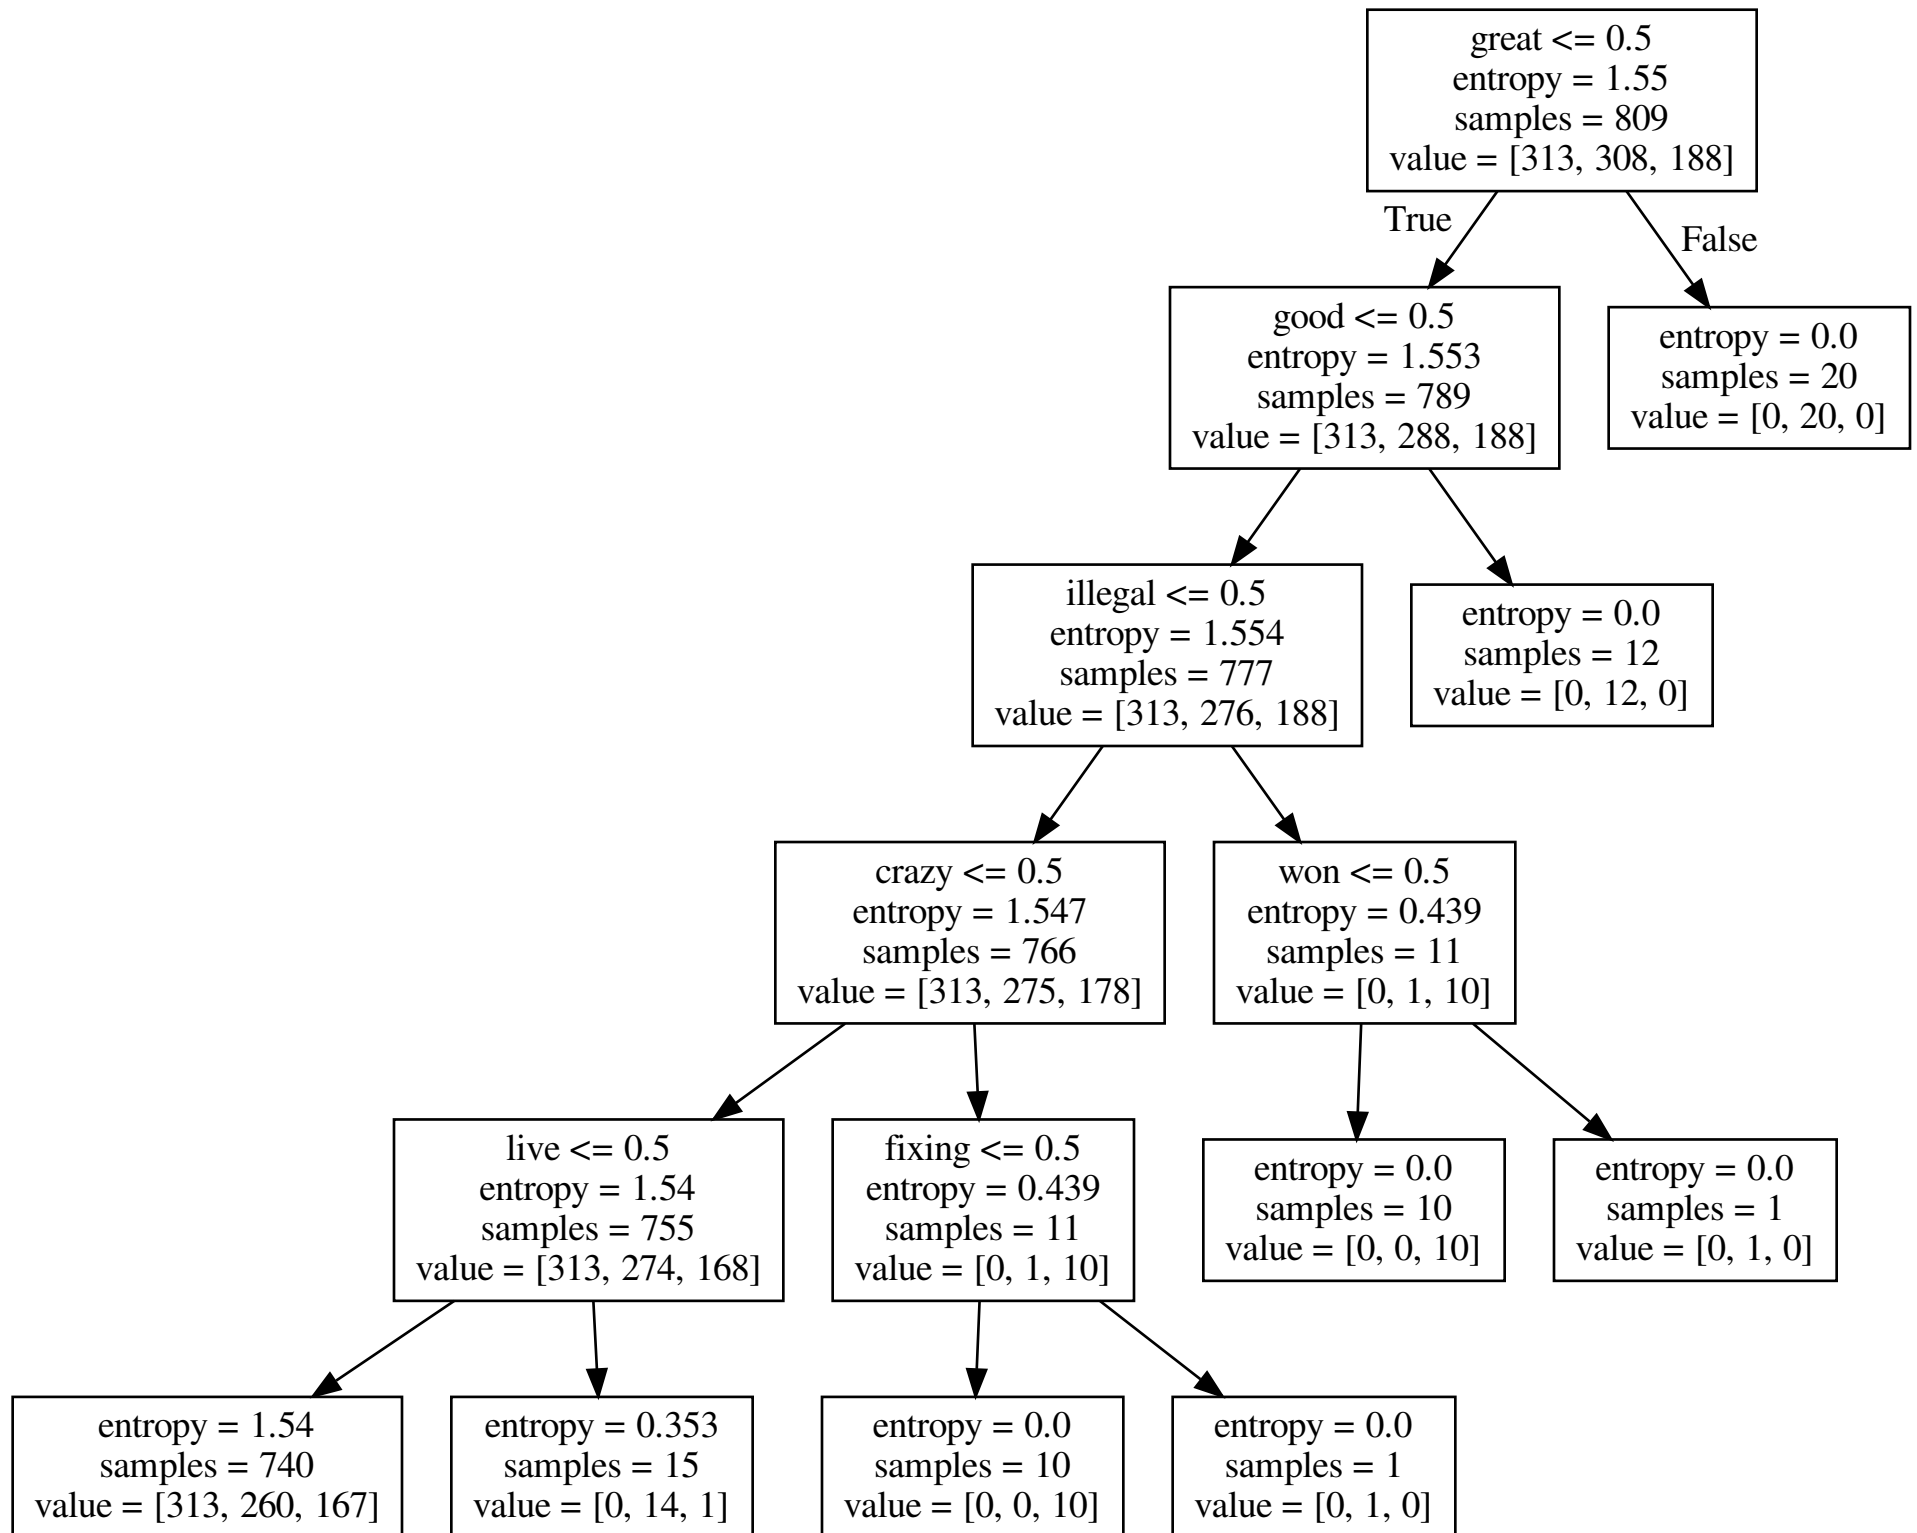 great <= 0.5
entropy = 1.55
samples = 809
value = [313, 308, 188]
True
False
good <= 0.5
entropy = 1.553
samples = 789
value = [313, 288, 188]
entropy = 0.0
samples = 20
value = [0, 20, 0]
illegal <= 0.5
entropy = 1.554
samples = 777
value = [313, 276, 188]
entropy = 0.0
samples = 12
value = [0, 12, 0]
crazy <= 0.5
entropy = 1.547
samples = 766
value = [313, 275, 178]
won <= 0.5
entropy = 0.439
samples = 11
value = [0, 1, 10]
live <= 0.5
entropy = 1.54
samples = 755
value = [313, 274, 168]
fixing <= 0.5
entropy = 0.439
samples = 11
value = [0, 1, 10]
entropy = 0.0
samples = 10
value = [0, 0, 10]
entropy = 0.0
samples = 1
value = [0, 1, 0]
entropy = 1.54
samples = 740
value = [313, 260, 167]
entropy = 0.353
samples = 15
value = [0, 14, 1]
entropy = 0.0
samples = 10
value = [0, 0, 10]
entropy = 0.0
samples = 1
value = [0, 1, 0]